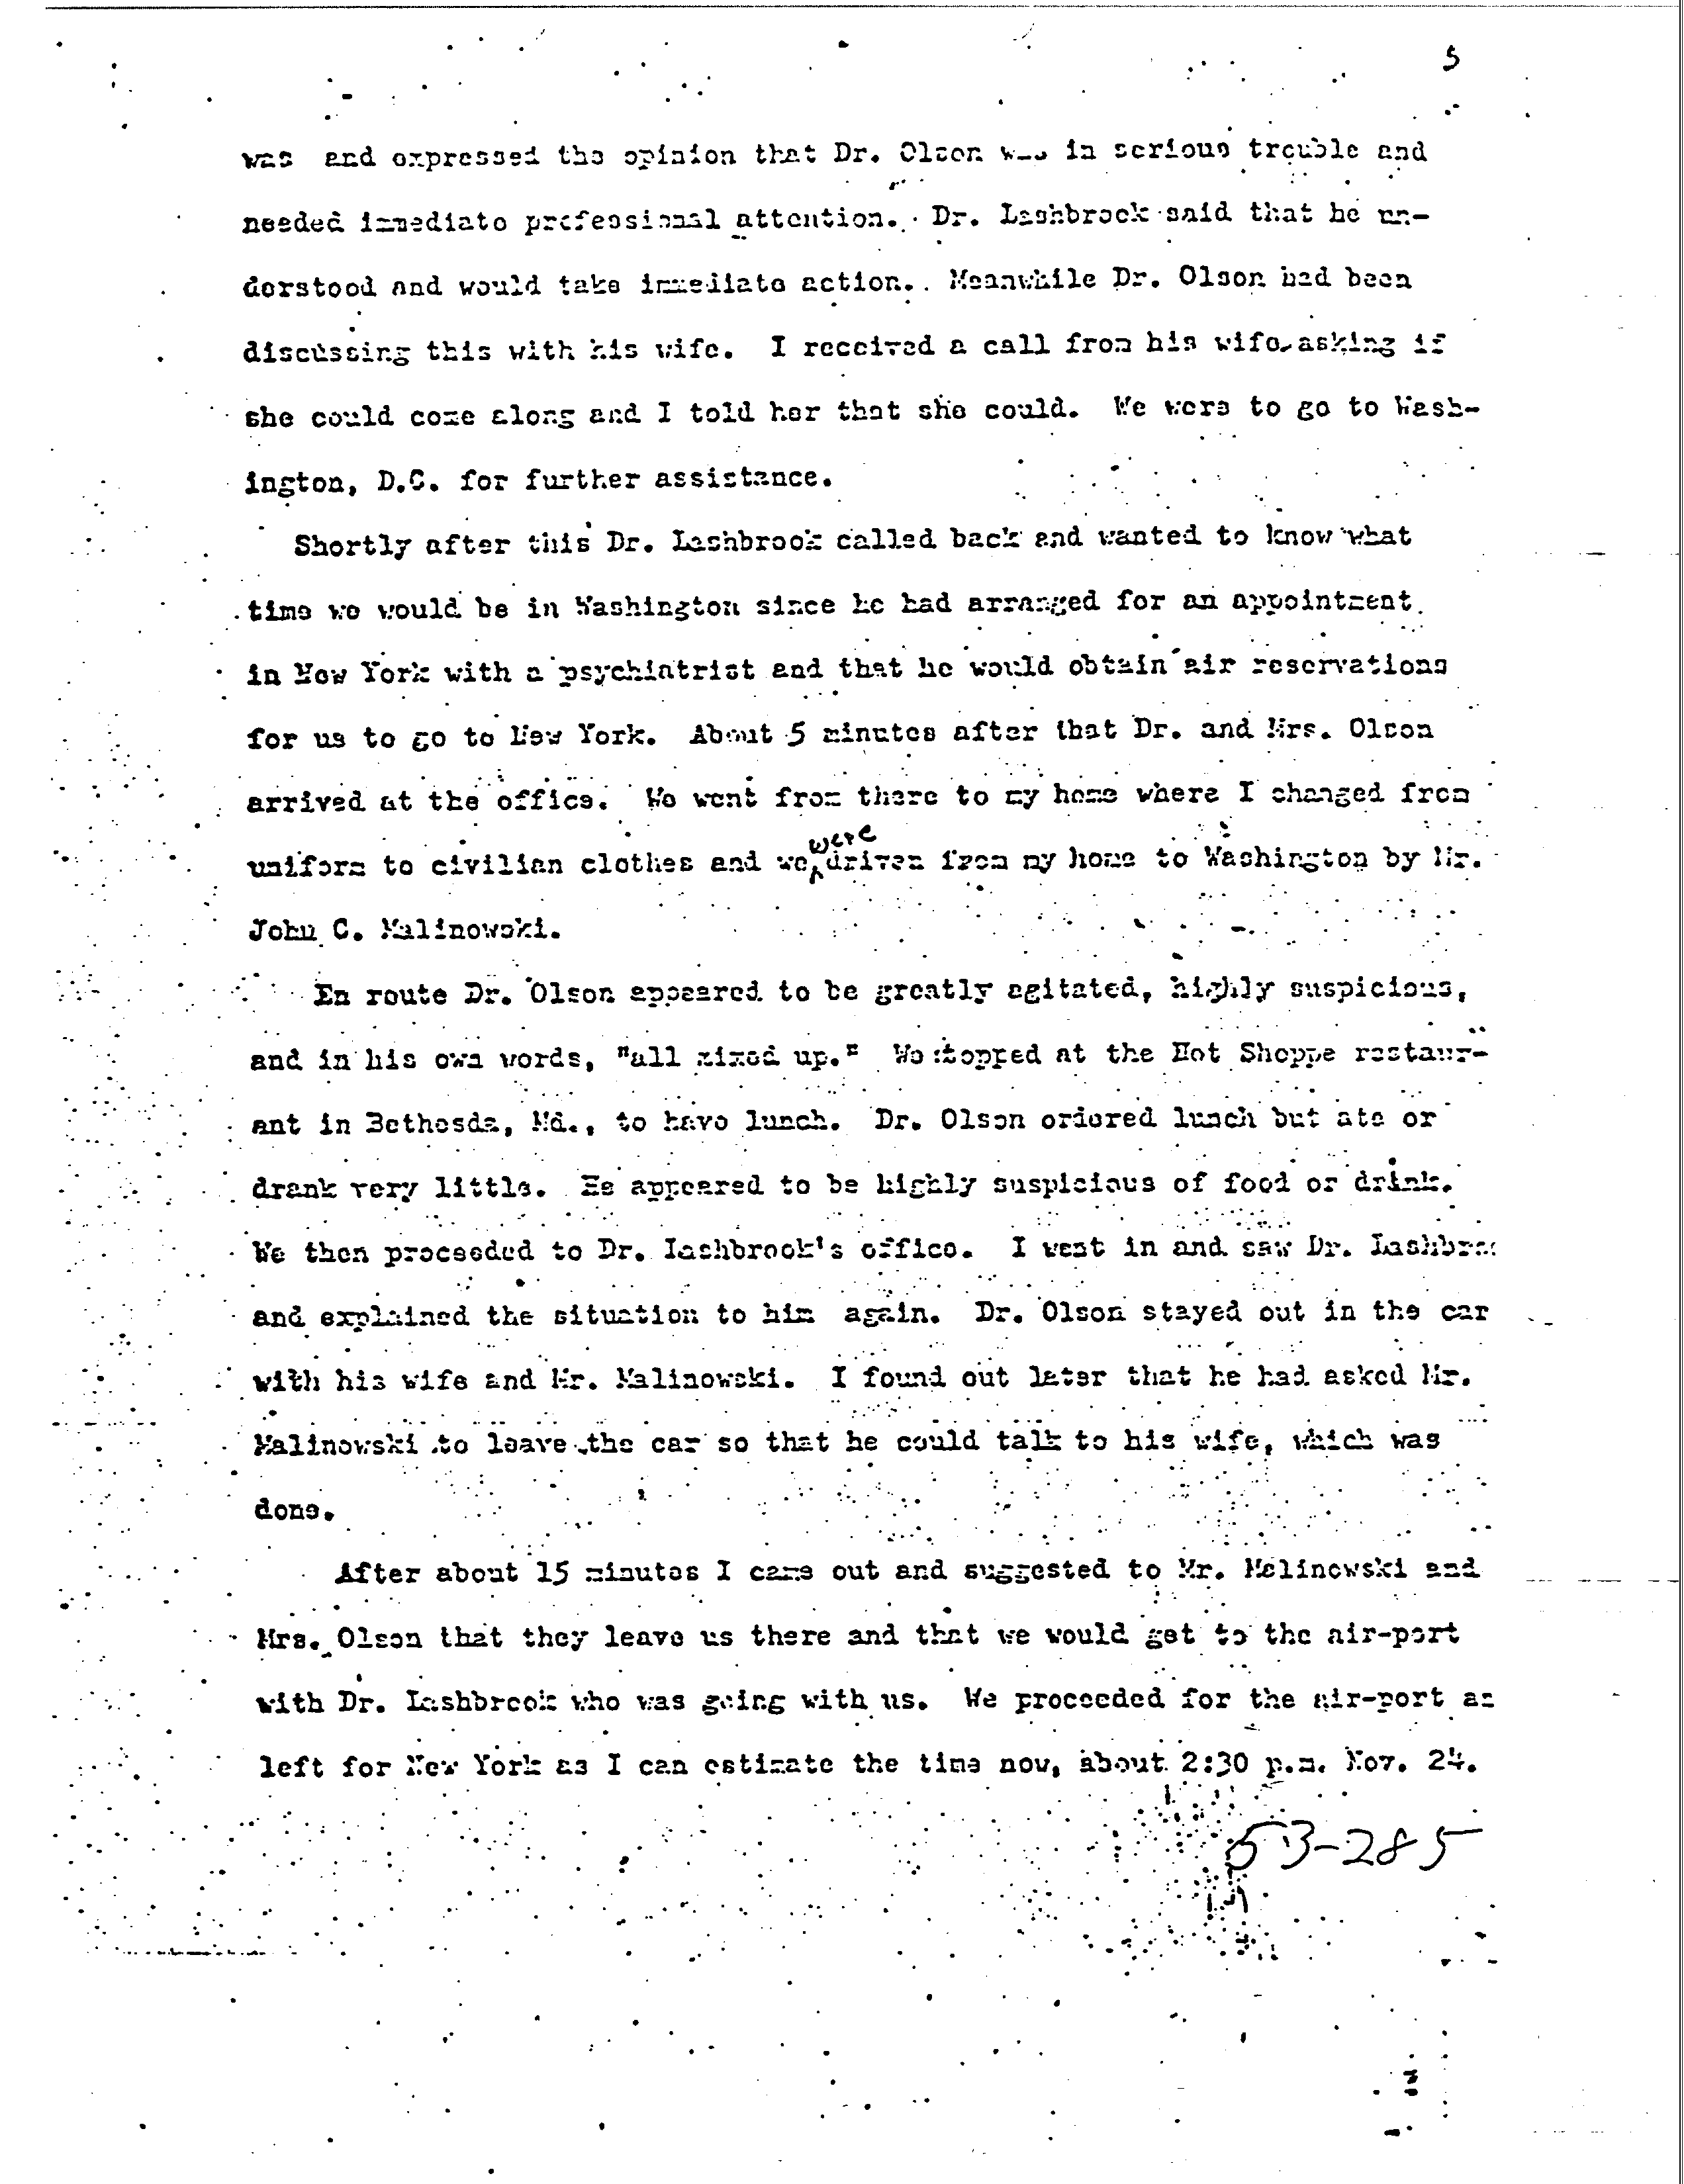 5
was and expressed the opinion that Dr. Olson was in serious trouble and
needed immediate professional attention. Dr. Lashbrook said that he un-
derstood and would take immediate action. Meanwhile Dr. Olson had been
discussing this with his wife. I received a call from his wife asking if
she could come along and I told her that she could. We were to go to Wash-
ington, D.C. for further assistance.
Shortly after this Dr. Lashbrook called back and wanted to know what
time we would be in Washington since he had arranged for an appointment
in New York with a psychiatrist and that he would obtain air reservations
for us to go to New York. About 5 minutes after that Dr. and Mrs. Olson
arrived at the office. We went from there to my home where I changed from
were
uniform to civilian clothes and we driven from my home to Washington by Mr.
John C. Malinowski.
En route Dr. Olson appeared to be greatly agitated, highly suspicious,
and in his own words, "all mixed up." We stopped at the Hot Shoppe restaur-
ant in Bethesda, Md., to have lunch. Dr. Olson ordered lunch but ate or
drank very little. He appeared to be highly suspicious of food or drink.
We then proceeded to Dr. Lashbrook's office. I went in and saw Dr. Lashbroo
and explained the situation to him again. Dr. Olson stayed out in the car
with his wife and Mr. Malinowski. I found out later that he had asked Mr.
Malinowski to leave the car so that he could talk to his wife, which was
done.
After about 15 minutes I came out and suggested to Mr. Malinowski and
Mrs. Olson that they leave us there and that we would get to the air-port
with Dr. Lashbrook who was going with us. We proceeded for the air-port an
left for New York as I can estimate the time now, about 2:30 p.m. Nov. 24.
53-285